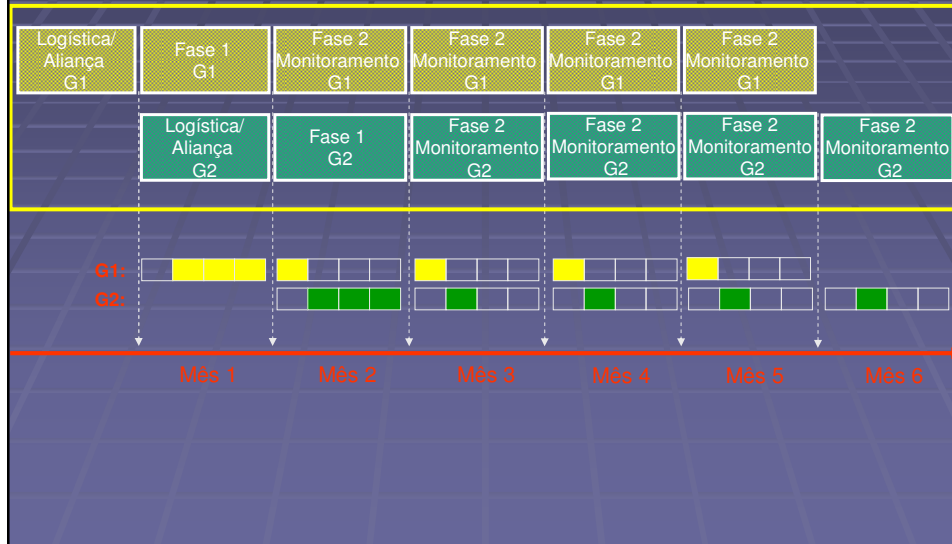 Logística/
Aliança
G1
Fase 1
G1
Fase 2
Monitoramento
G1
Fase 2
Monitoramento
G1
Fase 2
Monitoramento
G1
Fase 2
Monitoramento
G1
Logística/
Aliança
G2
Fase 1
G2
Fase 2
Monitoramento
G2
Fase 2
Monitoramento
G2
Fase 2
Monitoramento
G2
Fase 2
Monitoramento
G2
G1:
G2:
Mês 1
Mês 2
Mês 3
Mês 4
Mês 5
Mês 6